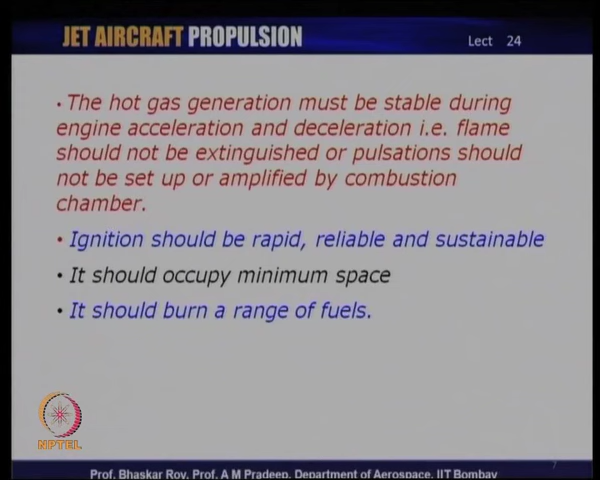 JET AIRCRAFT PROPULSION
Lect 24
• The hot gas generation must be stable during
engine acceleration and deceleration i.e. flame
should not be extinguished or pulsations should
not be set up or amplified by combustion
chamber.
• Ignition should be rapid, reliable and sustainable
• It should occupy minimum space
• It should burn a range of fuels.
NPTEL
7
Prof. Bhaskar Roy, Prof. A M Pradeep, Department of Aerospace, IIT Bombay